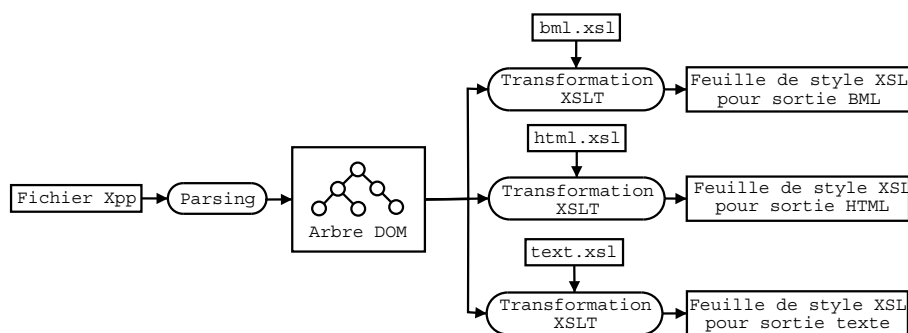 bml.xsl
Transformation
XSLT
Feuille de style XSL
pour sortie BML
html.xsl
Fichier Xpp
Parsing
Arbre DOM
Transformation
XSLT
Feuille de style XSL
pour sortie HTML
text.xsl
Transformation
XSLT
Feuille de style XSL
pour sortie texte